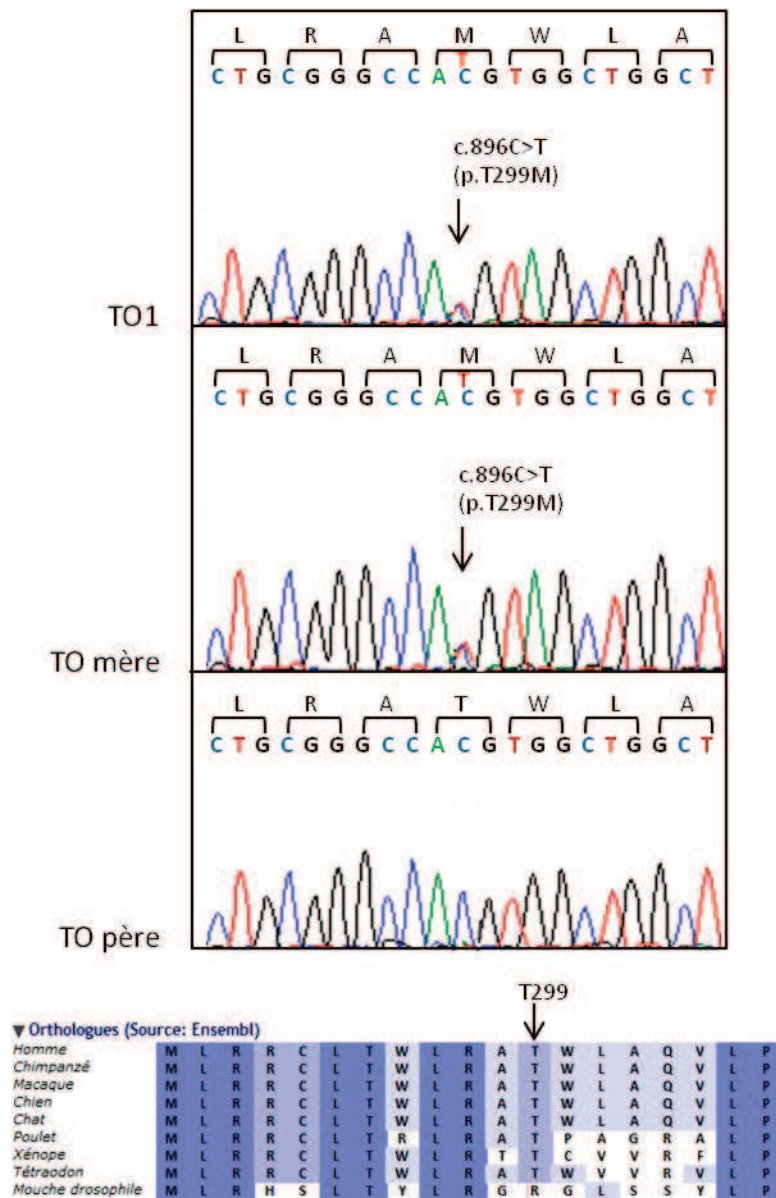 L R A M W L A
T
C T G C G G G C C A C G T G G C T G G C T
c.896C>T
(p.T299M)
TO1
L R A M W L A
T
C T G C G G G C C A C G T G G C T G G C T
c.896C>T
(p.T299M)
TO mère
L R A T W L A
C T G C G G G C C A C G T G G C T G G C T
TO père
T299
▼ Orthologues (Source: Ensembl)
Homme M L R R C L T W L R A T W L A Q V L P
Chimpanzé M L R R C L T W L R A T W L A Q V L P
Macaque M L R R C L T W L R A T W L A Q V L P
Chien M L R R C L T W L R A T W L A Q V L P
Chat M L R R C L T W L R A T W L A Q V L P
Poulet M L R R C L T R L R A T P A G R A L P
Xénope M L R R C L T W L R T T C V V R F L P
Tétraodon M L R R C L T W L R A T W V V R V L P
Mouche drosophile M L R H S L T Y L R G R G L S S Y L P